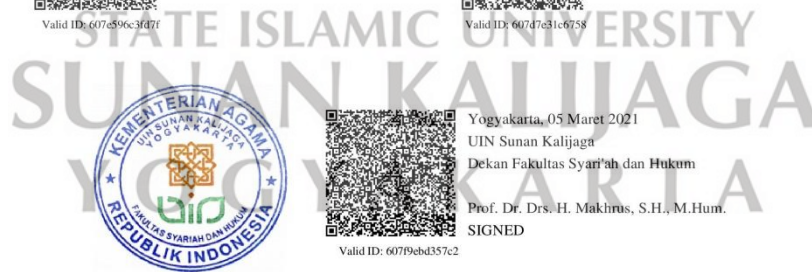 Valid ID: 607e596c3fd7f
Valid ID: 607d7e31c6758
STATE ISLAMIC UNIVERSITY
SUNAN KALIJAGA
YOGYAKARTA
KEMENTERIAN AGAMA
UIN SUNAN KALIJAGA
YOGYAKARTA
uin
FAKULTAS SYARIAH DAN HUKUM
REPUBLIK INDONESIA
Yogyakarta, 05 Maret 2021
UIN Sunan Kalijaga
Dekan Fakultas Syari'ah dan Hukum
Prof. Dr. Drs. H. Makhrus, S.H., M.Hum.
SIGNED
Valid ID: 607f9ebd357c2